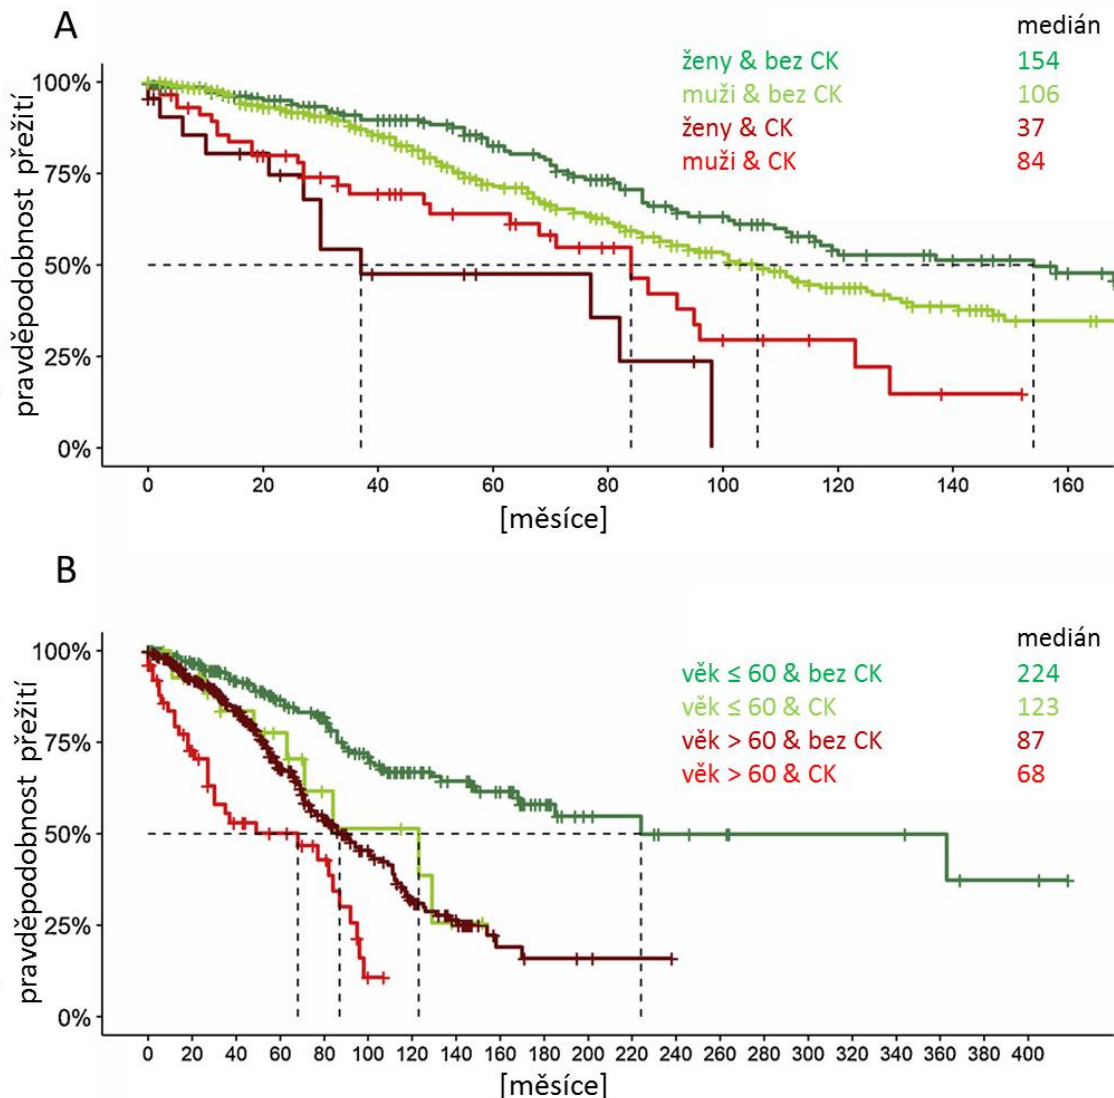 A
medián
ženy & bez CK 154
muži & bez CK 106
ženy & CK 37
muži & CK 84
pravděpodobnost přežití
100%
75%
50%
25%
0%
0 20 40 60 80 100 120 140 160
[měsíce]
B
medián
věk ≤ 60 & bez CK 224
věk ≤ 60 & CK 123
věk > 60 & bez CK 87
věk > 60 & CK 68
pravděpodobnost přežití
100%
75%
50%
25%
0%
0 20 40 60 80 100 120 140 160 180 200 220 240 260 280 300 320 340 360 380 400
[měsíce]